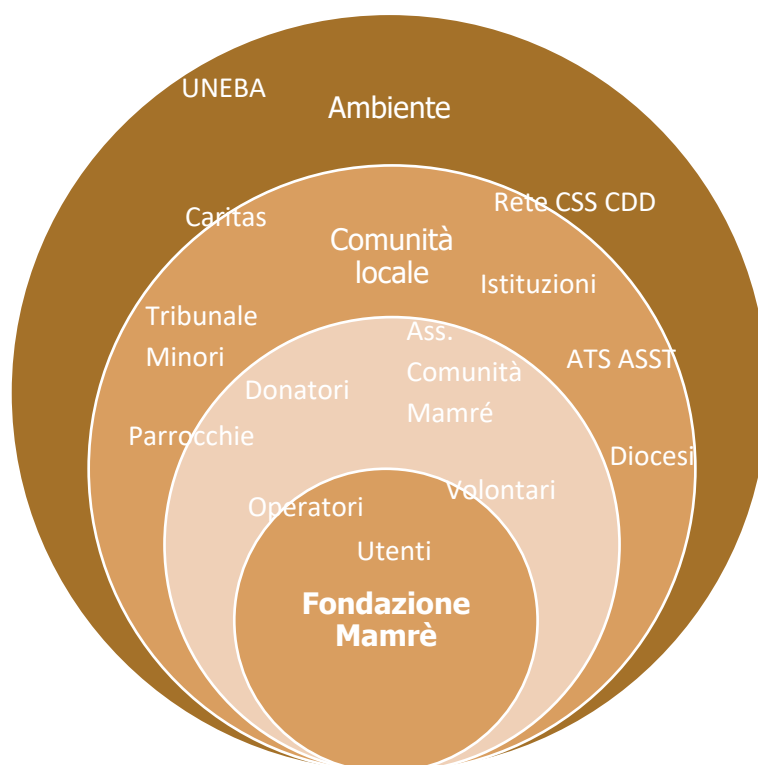 UNEBA
Ambiente
Rete CSS CDD
Caritas
Comunità
locale
Istituzioni
Tribunale
Minori
Ass.
Comunità
Mamré
ATS ASST
Donatori
Parrocchie
Diocesi
Volontari
Operatori
Utenti
Fondazione
Mamrè